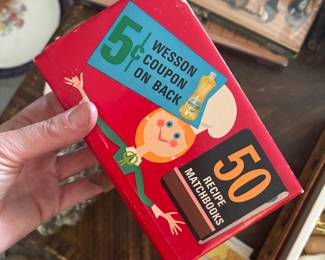 5¢
WESSON
COUPON
ON BACK
50
RECIPE
MATCHBOOKS